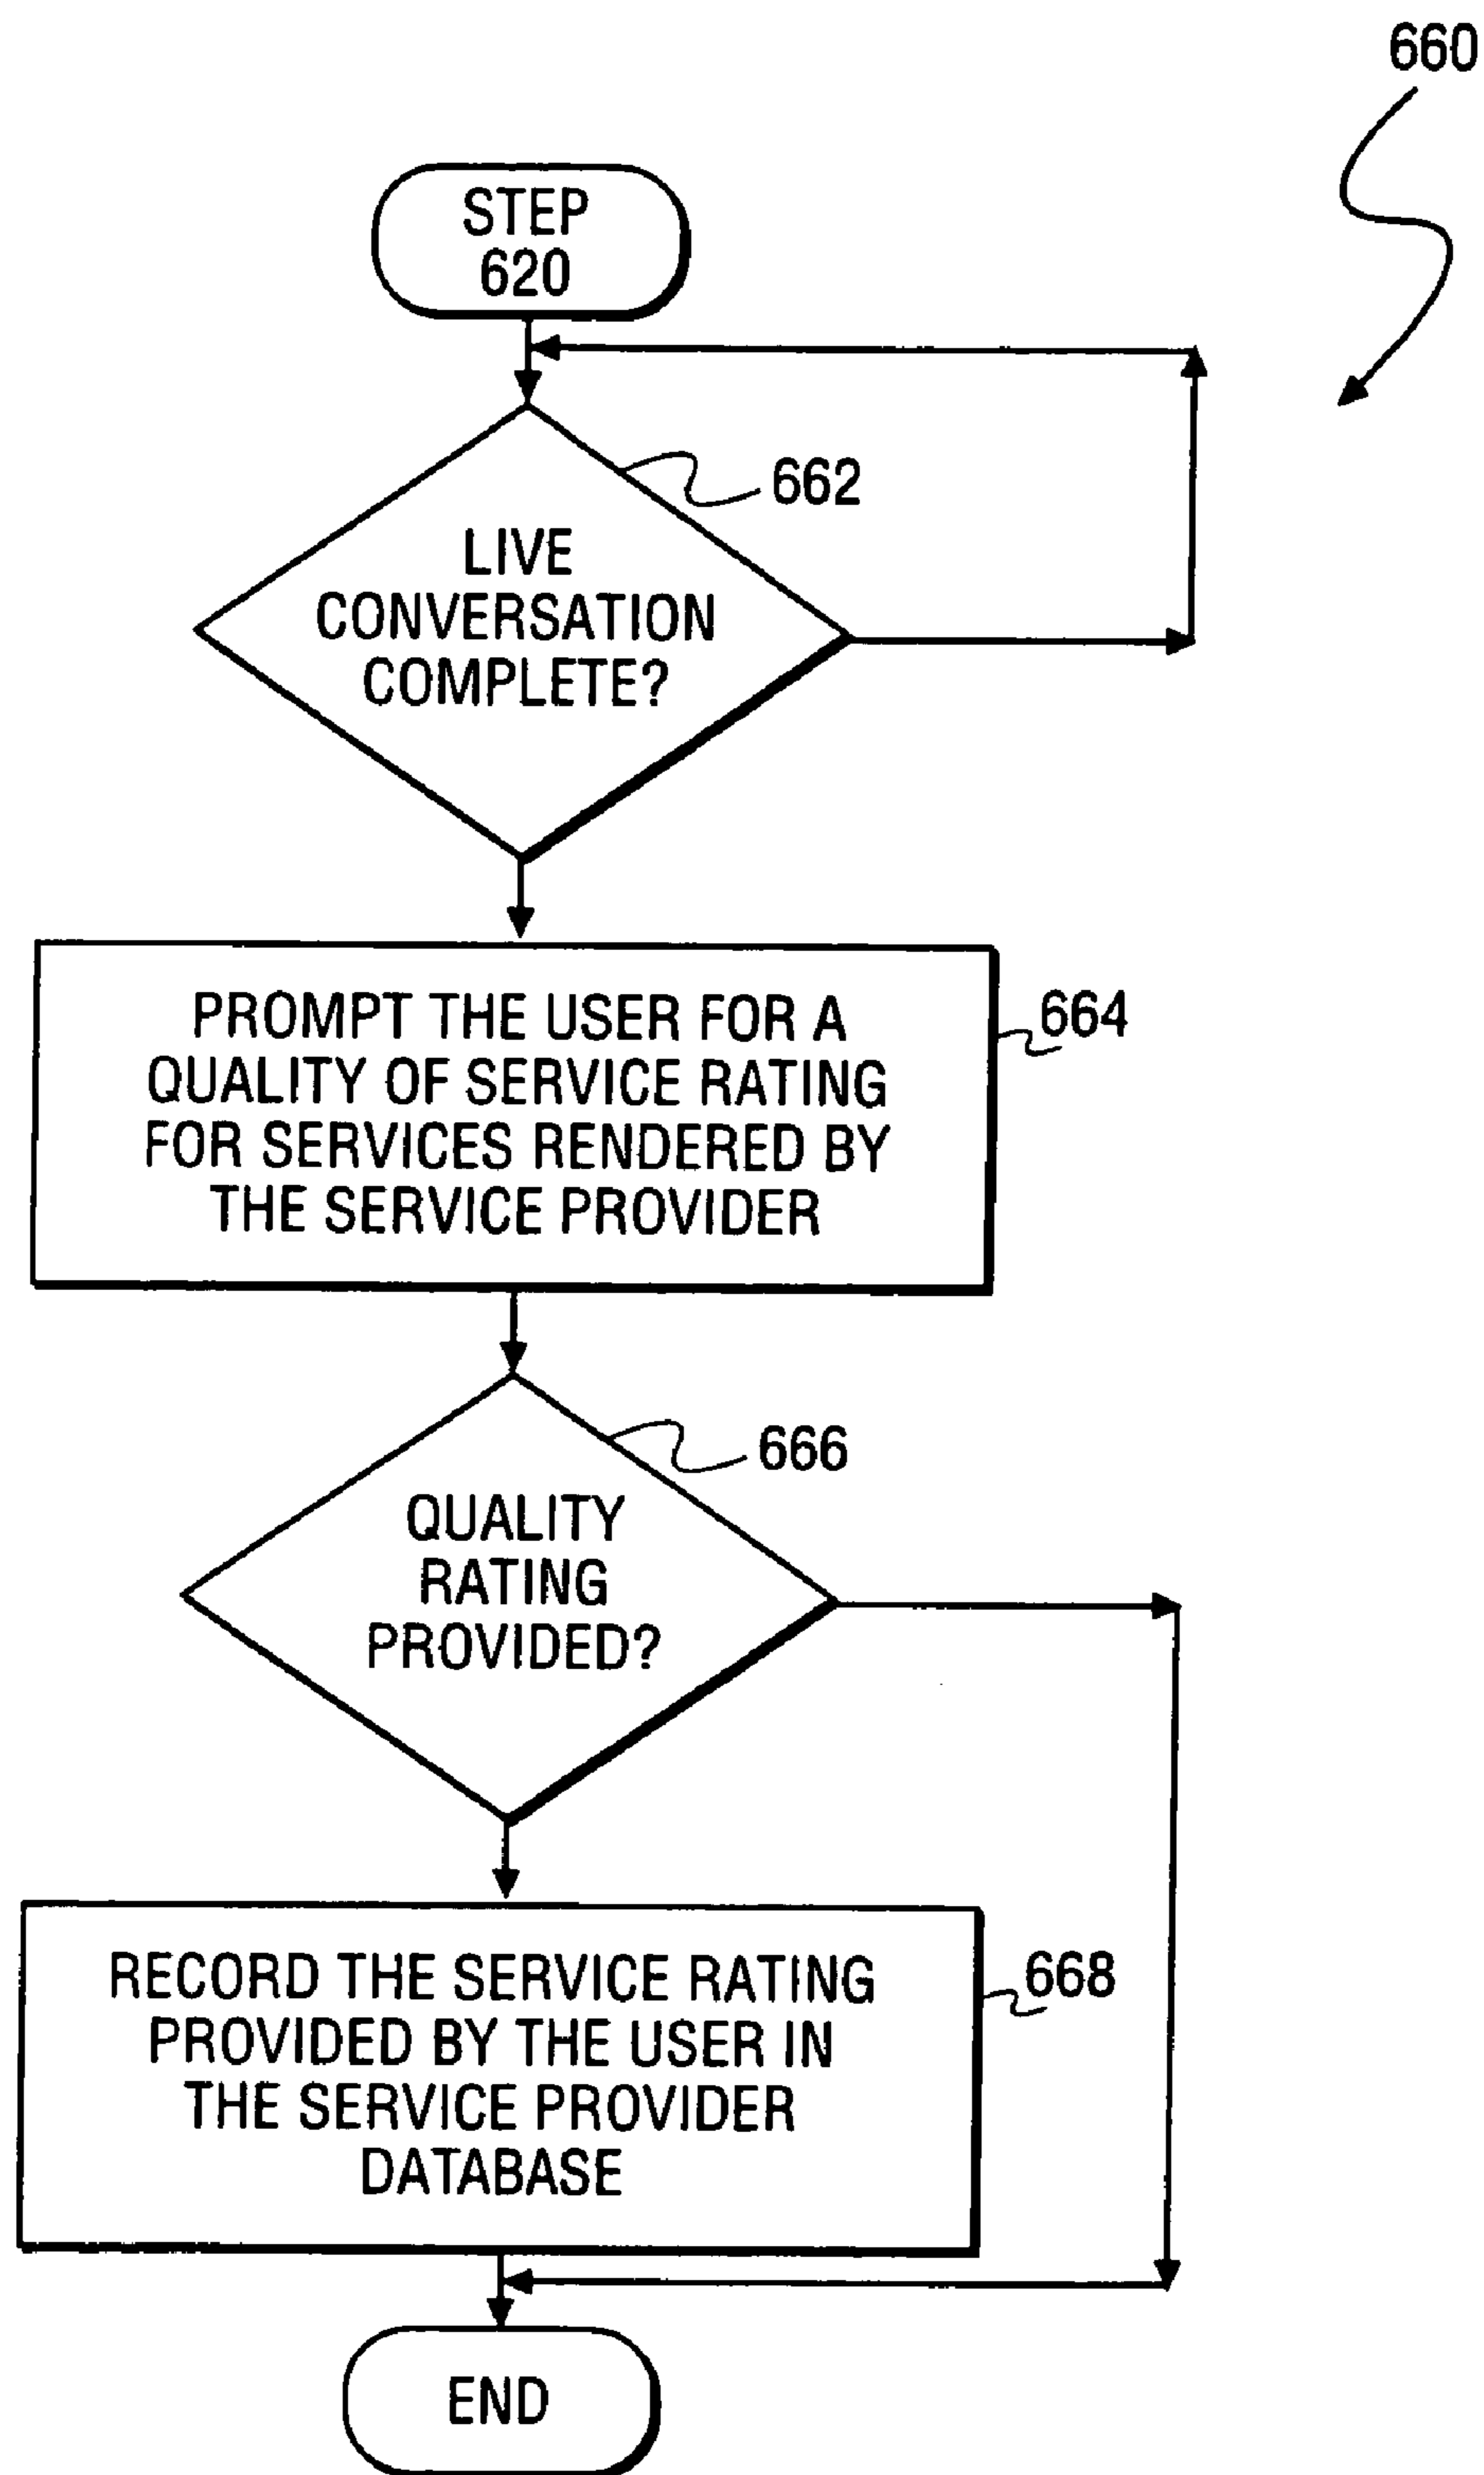 660
STEP
620
662
LIVE
CONVERSATION
COMPLETE?
PROMPT THE USER FOR A
QUALITY OF SERVICE RATING
FOR SERVICES RENDERED BY
THE SERVICE PROVIDER
664
666
QUALITY
RATING
PROVIDED?
RECORD THE SERVICE RATING
PROVIDED BY THE USER IN
THE SERVICE PROVIDER
DATABASE
668
END